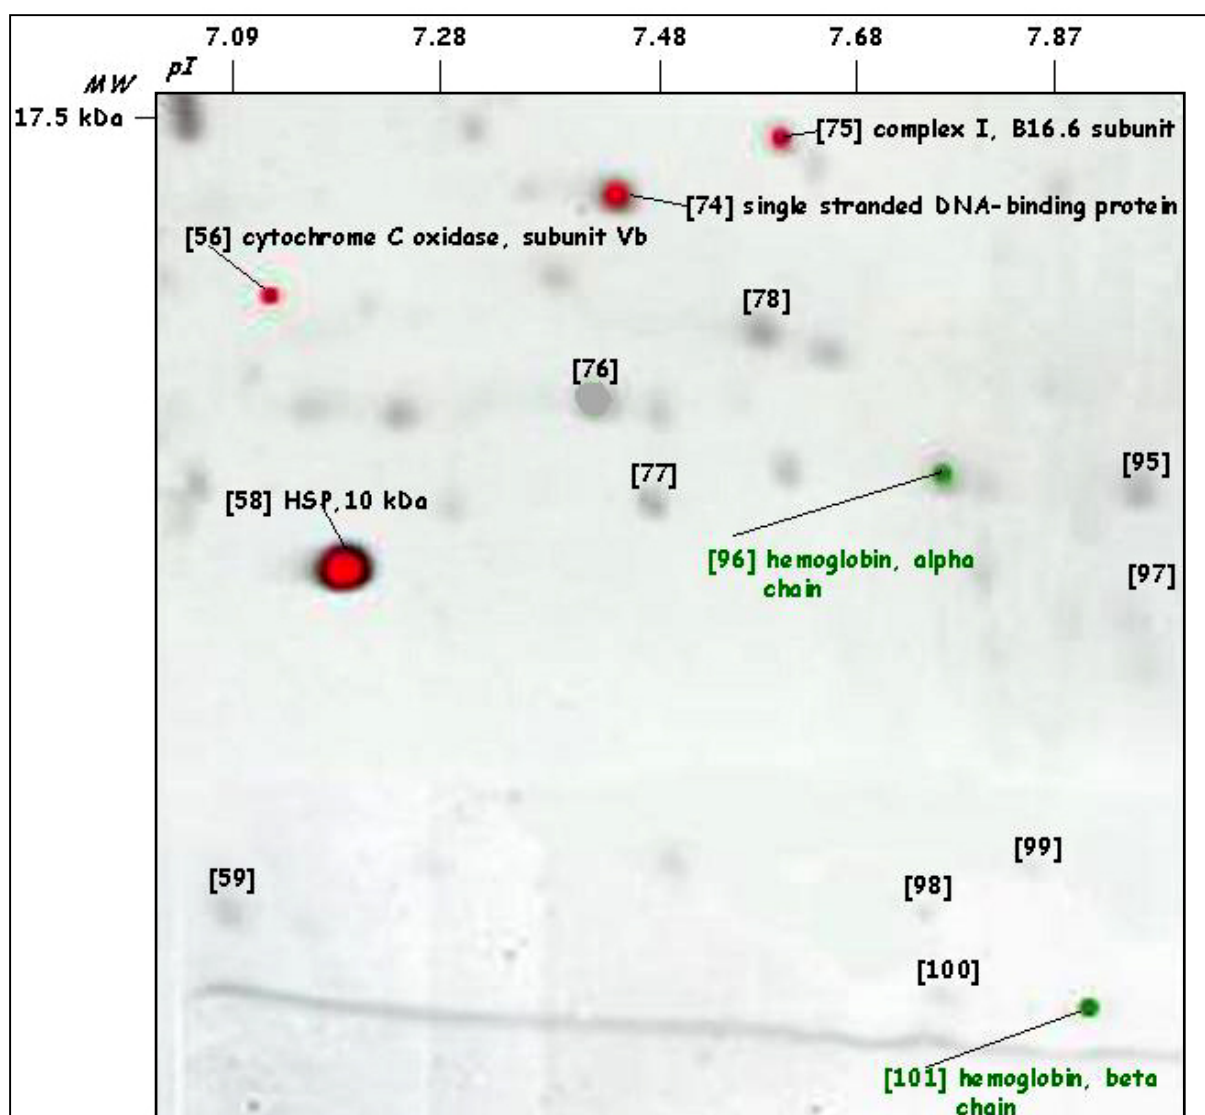 7.09 7.28 7.48 7.68 7.87
pI
MW
17.5 kDa
[75] complex I, B16.6 subunit
[74] single stranded DNA-binding protein
[56] cytochrome C oxidase, subunit Vb
[78]
[76]
[95]
[77]
[58] HSP,10 kDa
[96] hemoglobin, alpha
chain
[97]
[99]
[59]
[98]
[100]
[101] hemoglobin, beta
chain